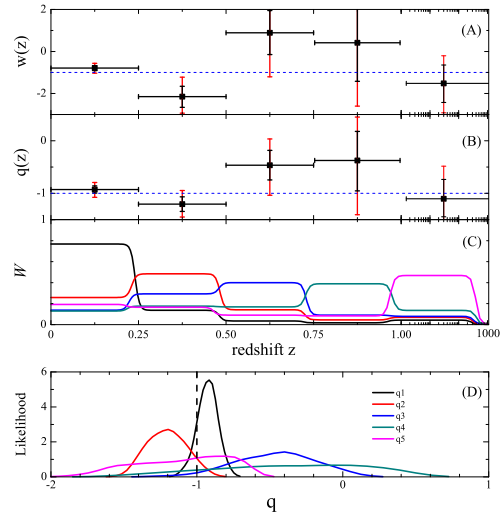 2
0
-2
w(z)
(A)
0
-1
q(z)
(B)
1
0
W
(C)
0 0.25 0.50 0.75 1.00 1000
redshift z
6
4
2
0
Likelihood
(D)
q1
q2
q3
q4
q5
-2 -1 0 1
q